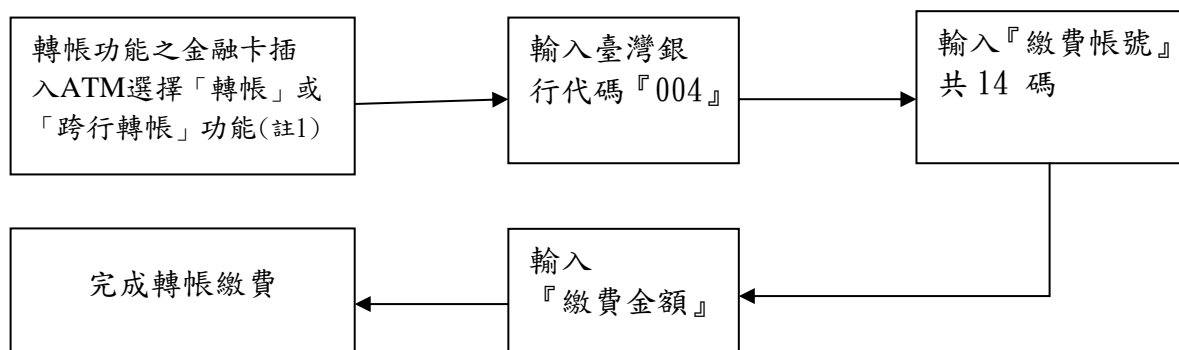 轉帳功能之金融卡插
入ATM選擇「轉帳」或
「跨行轉帳」功能(註1)
輸入臺灣銀
行代碼『004』
輸入『繳費帳號』
共 14 碼
輸入
『繳費金額』
完成轉帳繳費